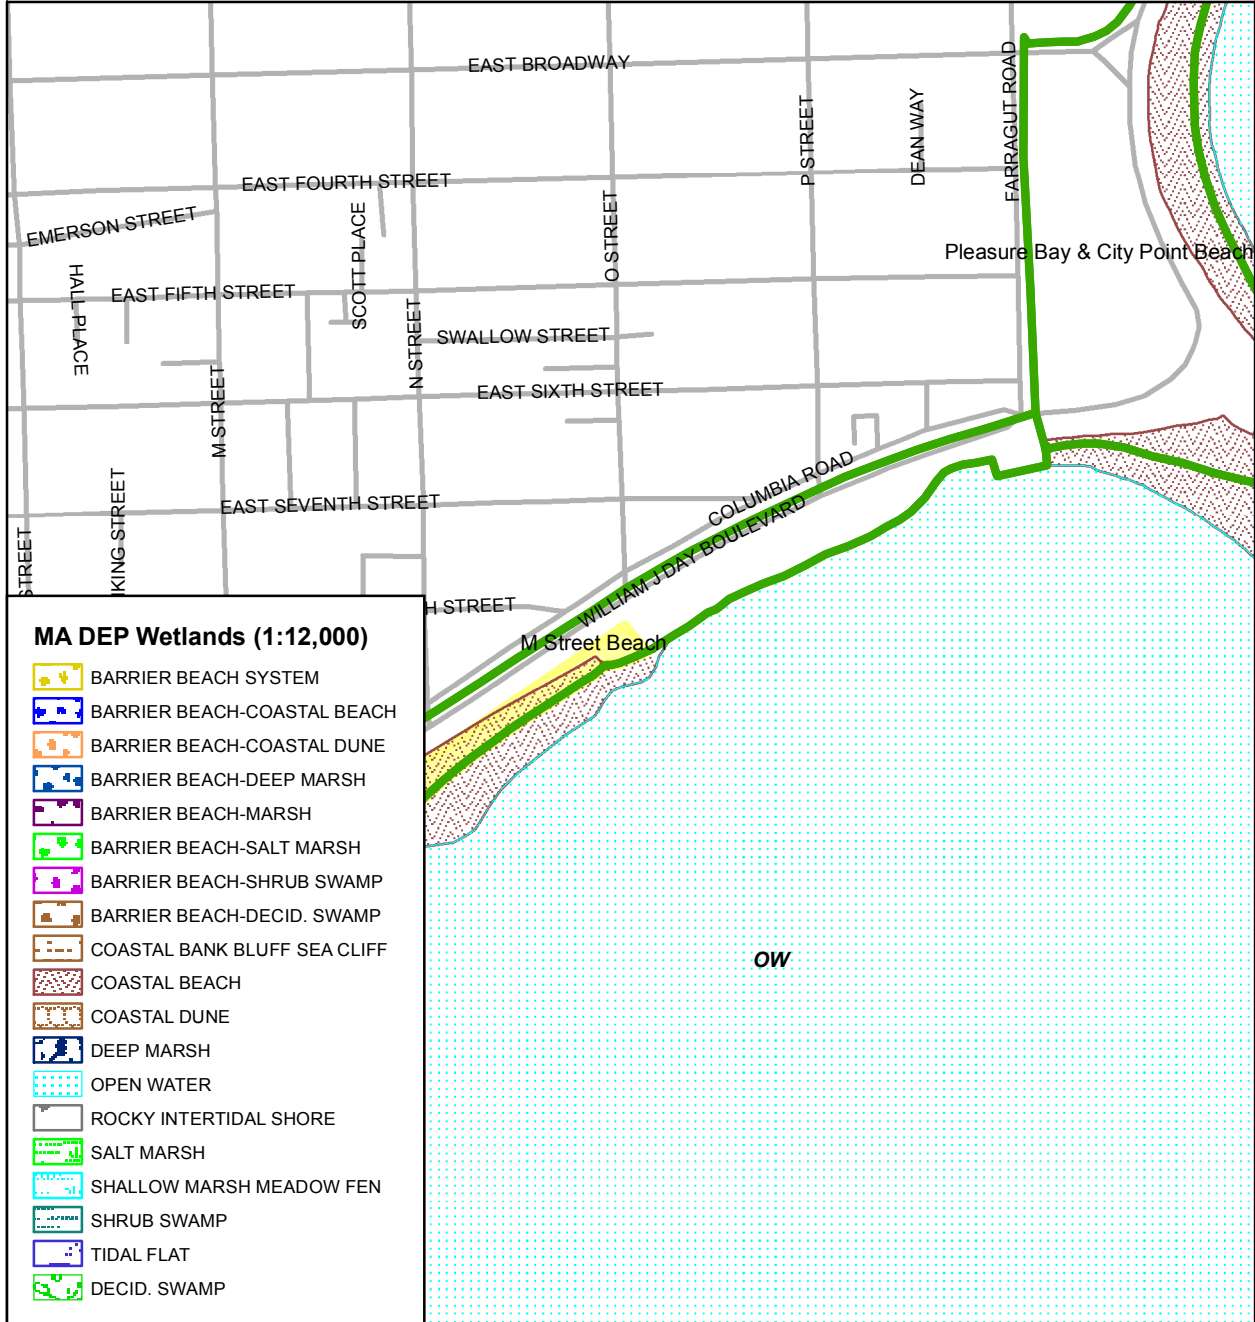 EAST BROADWAY
FARRAGUT ROAD
P STREET
DEAN WAY
EAST FOURTH STREET
EMERSON STREET
SCOTT PLACE
O STREET
Pleasure Bay & City Point Beach
HALL PLACE
EAST FIFTH STREET
N STREET
SWALLOW STREET
M STREET
EAST SIXTH STREET
COLUMBIA ROAD
EAST SEVENTH STREET
WILLIAM J DAY BOULEVARD
STREET
KING STREET
H STREET
M Street Beach
OW
MA DEP Wetlands (1:12,000)
BARRIER BEACH SYSTEM
BARRIER BEACH-COASTAL BEACH
BARRIER BEACH-COASTAL DUNE
BARRIER BEACH-DEEP MARSH
BARRIER BEACH-MARSH
BARRIER BEACH-SALT MARSH
BARRIER BEACH-SHRUB SWAMP
BARRIER BEACH-DECID. SWAMP
COASTAL BANK BLUFF SEA CLIFF
COASTAL BEACH
COASTAL DUNE
DEEP MARSH
OPEN WATER
ROCKY INTERTIDAL SHORE
SALT MARSH
SHALLOW MARSH MEADOW FEN
SHRUB SWAMP
TIDAL FLAT
DECID. SWAMP